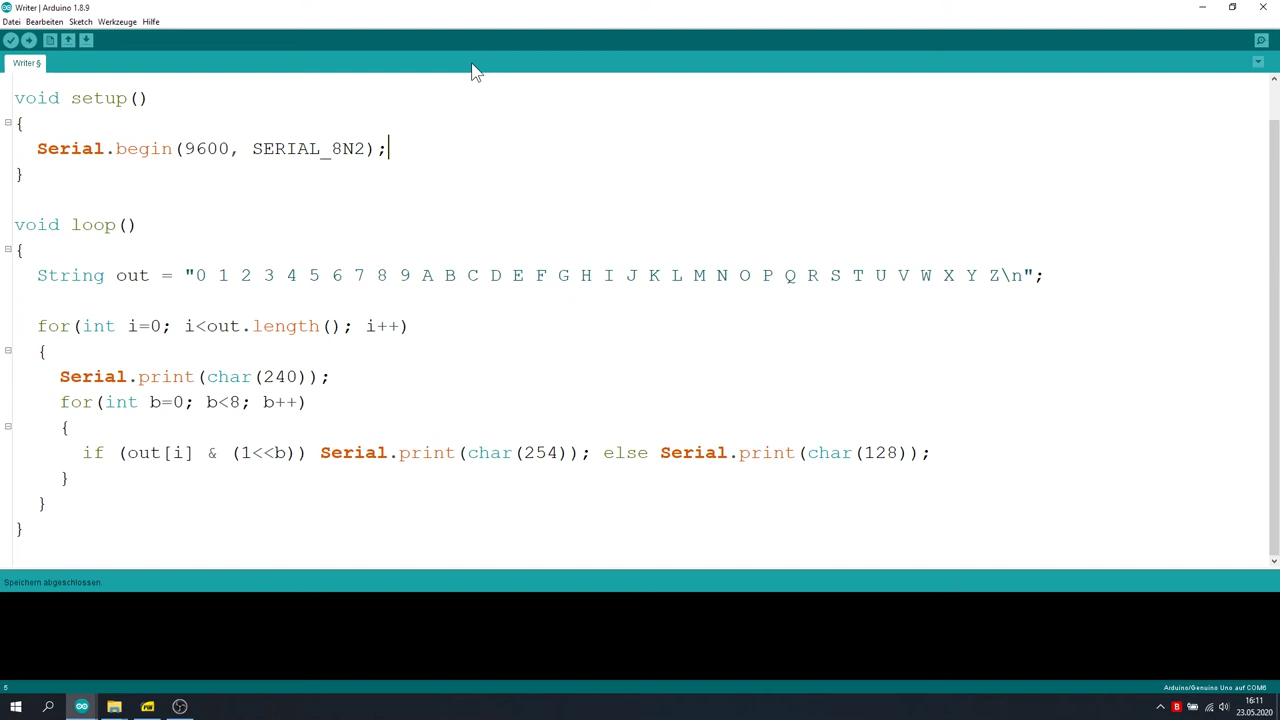 Writer | Arduino 1.8.9
Datei Bearbeiten Sketch Werkzeuge Hilfe
Writer §
void setup()
{
  Serial.begin(9600, SERIAL_8N2);
}
void loop()
{
  String out = "0 1 2 3 4 5 6 7 8 9 A B C D E F G H I J K L M N O P Q R S T U V W X Y Z\n";
  for(int i=0; i<out.length(); i++)
  {
    Serial.print(char(240));
    for(int b=0; b<8; b++)
    {
      if (out[i] & (1<<b)) Serial.print(char(254)); else Serial.print(char(128));
    }
  }
}
Speichern abgeschlossen.
5
Arduino/Genuino Uno auf COM6
16:11
23.05.2020